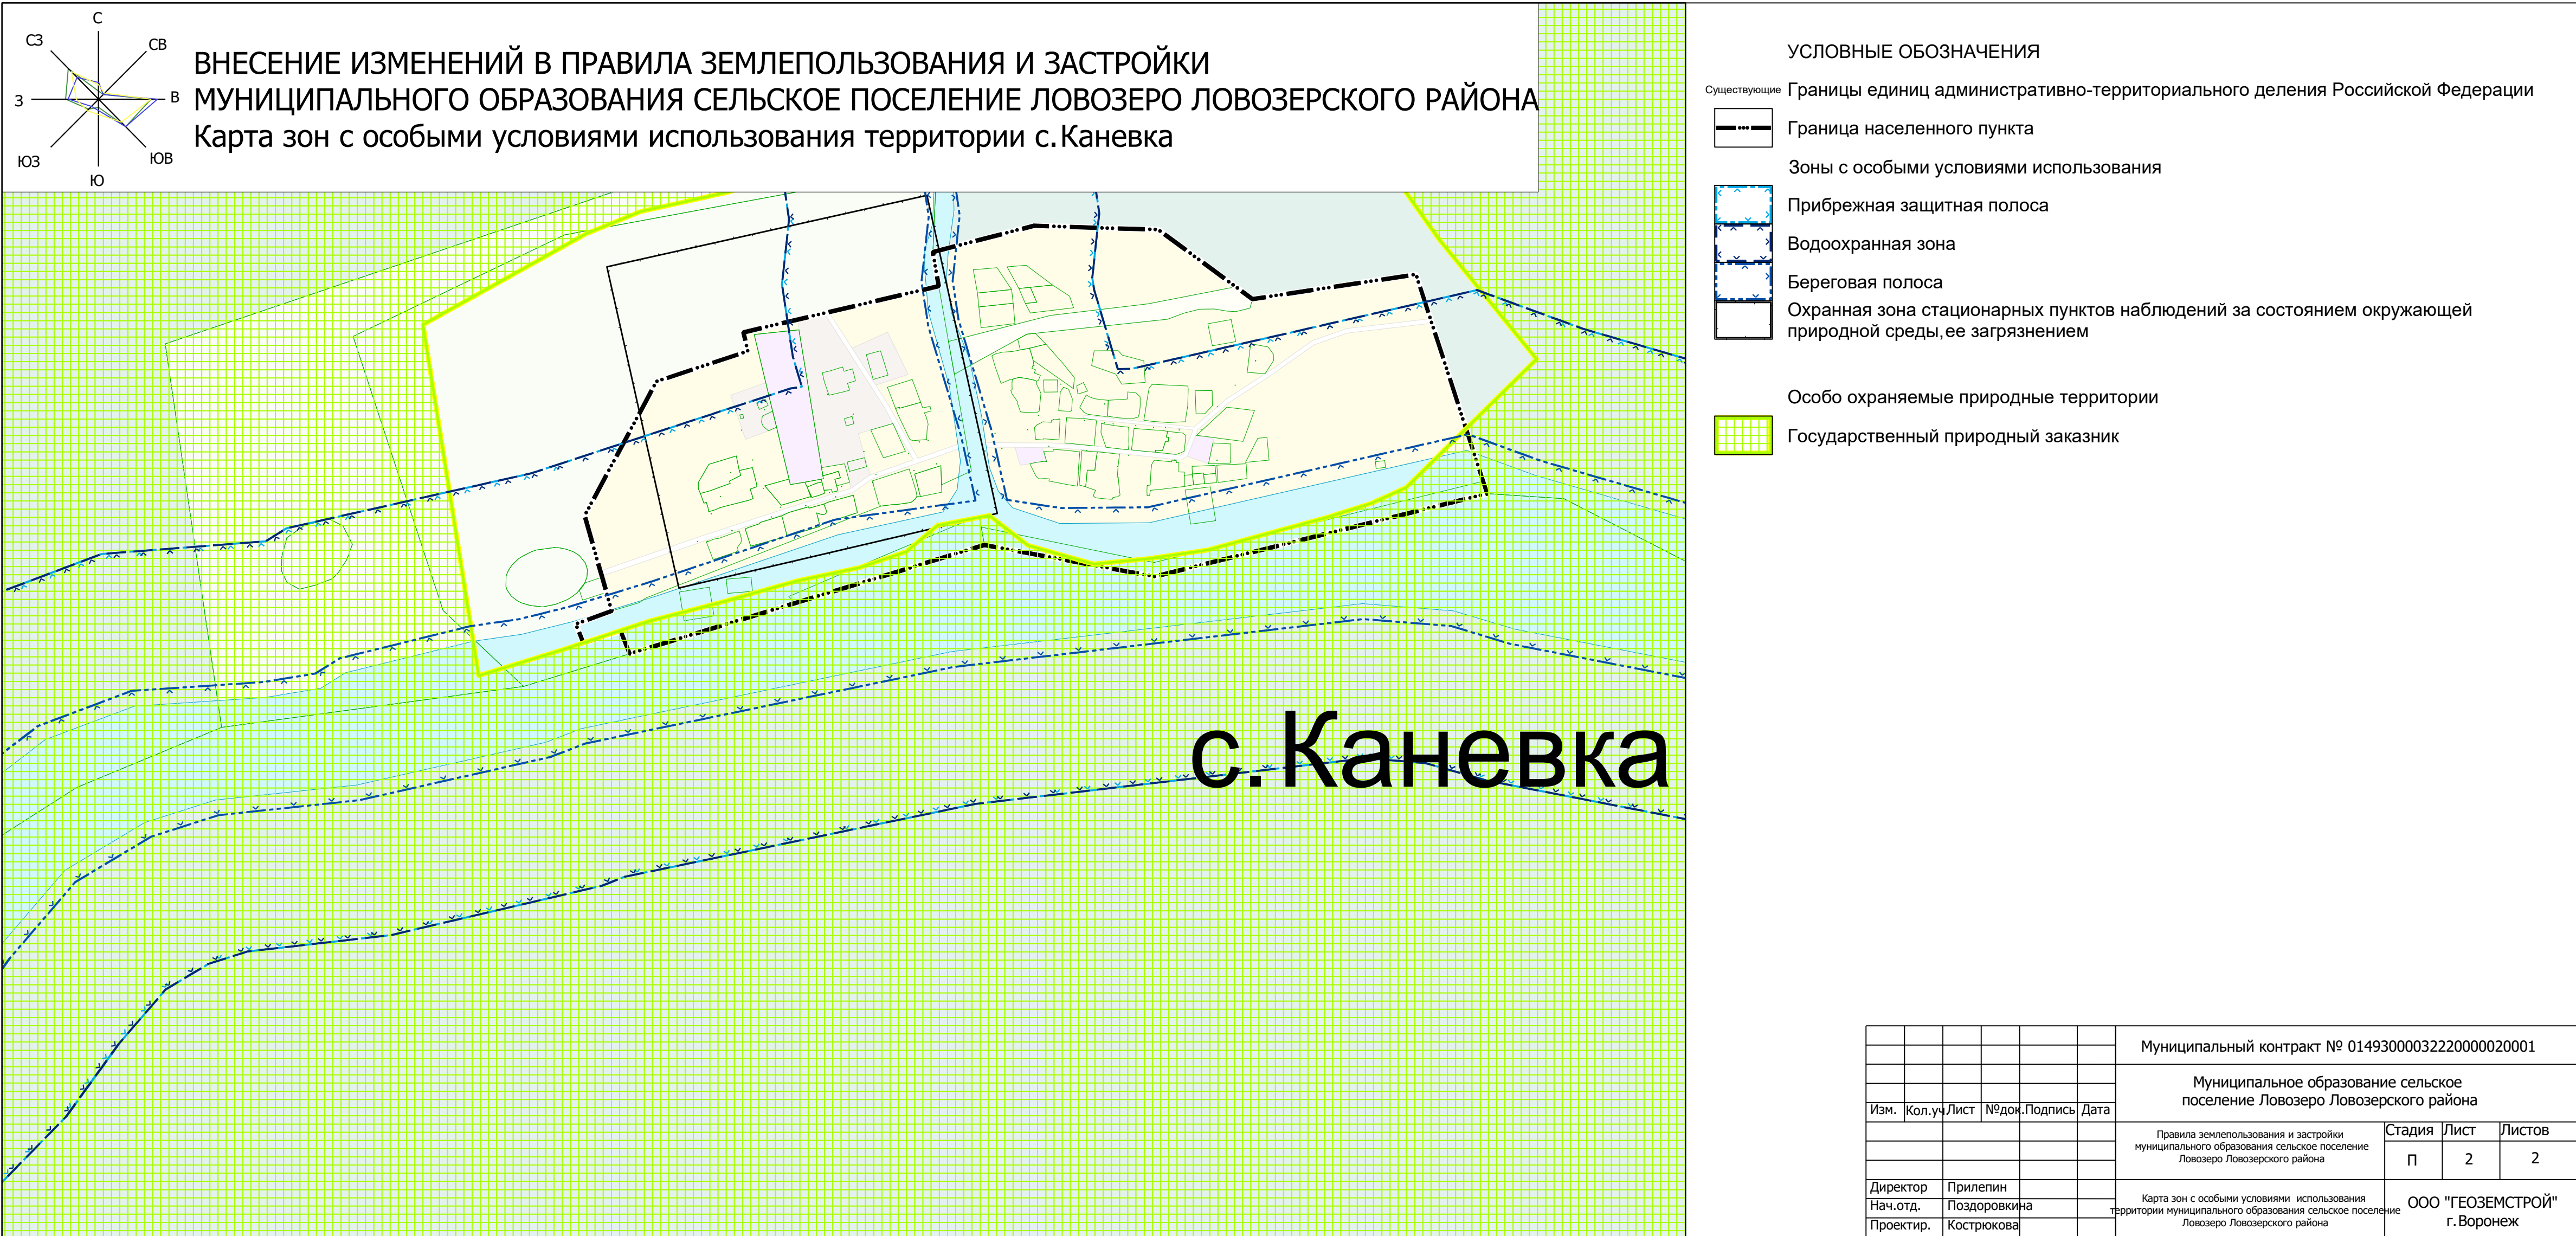 С
СЗ
СВ
З
В
ЮЗ
ЮВ
Ю
ВНЕСЕНИЕ ИЗМЕНЕНИЙ В ПРАВИЛА ЗЕМЛЕПОЛЬЗОВАНИЯ И ЗАСТРОЙКИ
МУНИЦИПАЛЬНОГО ОБРАЗОВАНИЯ СЕЛЬСКОЕ ПОСЕЛЕНИЕ ЛОВОЗЕРО ЛОВОЗЕРСКОГО РАЙОНА
Карта зон с особыми условиями использования территории с.Каневка
с.Каневка
УСЛОВНЫЕ ОБОЗНАЧЕНИЯ
Существующие Границы единиц административно-территориального деления Российской Федерации
Граница населенного пункта
Зоны с особыми условиями использования
Прибрежная защитная полоса
Водоохранная зона
Береговая полоса
Охранная зона стационарных пунктов наблюдений за состоянием окружающей
природной среды,ее загрязнением
Особо охраняемые природные территории
Государственный природный заказник
Муниципальный контракт № 01493000032220000020001
Муниципальное образование сельское
поселение Ловозеро Ловозерского района
Изм. Кол.уч Лист №док. Подпись Дата
Правила землепользования и застройки
муниципального образования сельское поселение
Ловозеро Ловозерского района
Стадия Лист Листов
П 2 2
Директор Прилепин
Нач.отд. Поздоровкина
Проектир. Кострюкова
Карта зон с особыми условиями использования
территории муниципального образования сельское поселение
Ловозеро Ловозерского района
ООО "ГЕОЗЕМСТРОЙ"
г.Воронеж